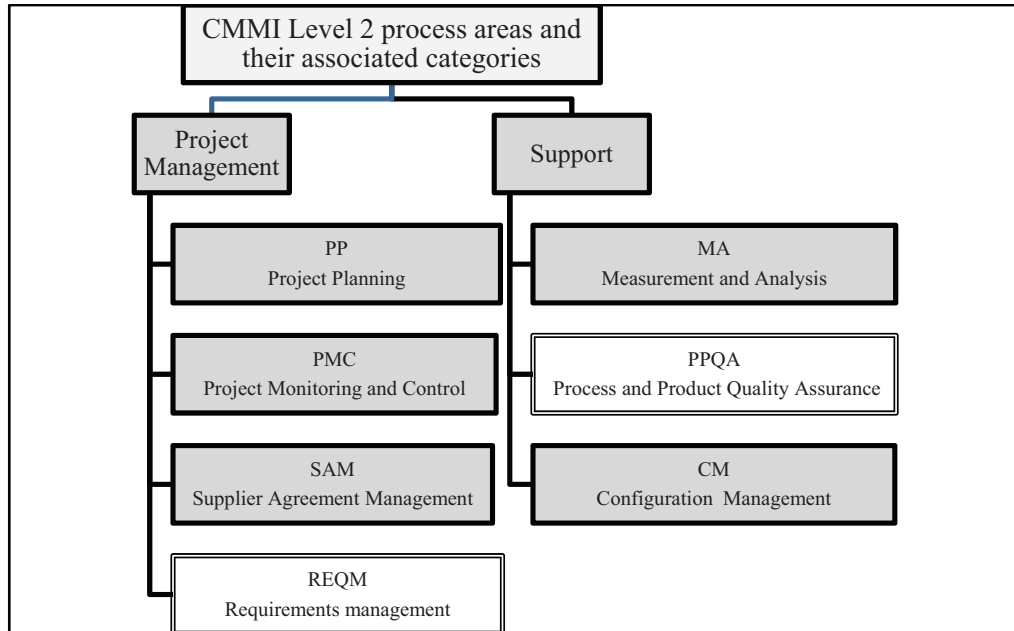 CMMI Level 2 process areas and
their associated categories
Project
Management
Support
PP
Project Planning
PMC
Project Monitoring and Control
SAM
Supplier Agreement Management
REQM
Requirements management
MA
Measurement and Analysis
PPQA
Process and Product Quality Assurance
CM
Configuration Management